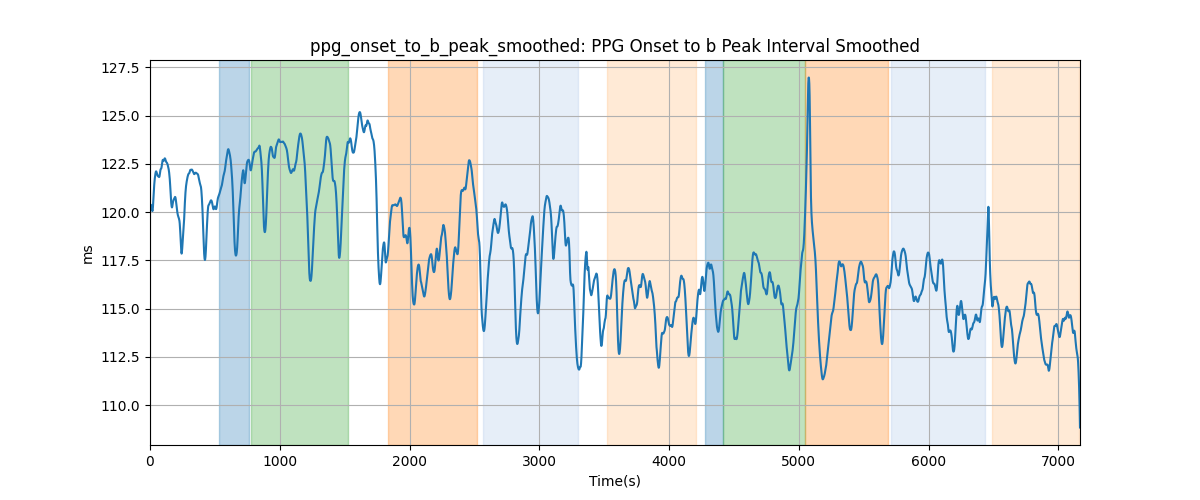 ppg_onset_to_b_peak_smoothed: PPG Onset to b Peak Interval Smoothed
127.5
125.0
122.5
120.0
117.5
115.0
112.5
110.0
ms
0 1000 2000 3000 4000 5000 6000 7000
Time(s)